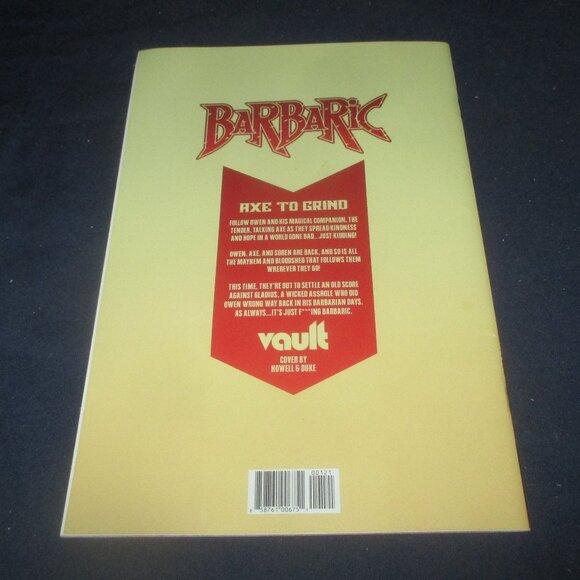 BARBARIC
AXE TO GRIND
FOLLOW OWEN AND HIS MAGICAL COMPANION, THE
TENDER, TALKING AXE AS THEY SPREAD KINDNESS
AND HOPE IN A WORLD GONE BAD...JUST KIDDING!
OWEN, AXE, AND SOREN ARE BACK, AND SO IS ALL
THE MAYHEM AND BLOODSHED THAT FOLLOWS THEM
WHEREVER THEY GO!
THIS TIME, THEY'RE OUT TO SETTLE AN OLD SCORE
AGAINST GLADIUS, A WICKED ASSHOLE WHO DID
OWEN WRONG WAY BACK IN HIS BARBARIAN DAYS.
AS ALWAYS...IT'S JUST F***ING BARBARIC.
vault
COVER BY
HOWELL & DUKE
00121
58761 00675